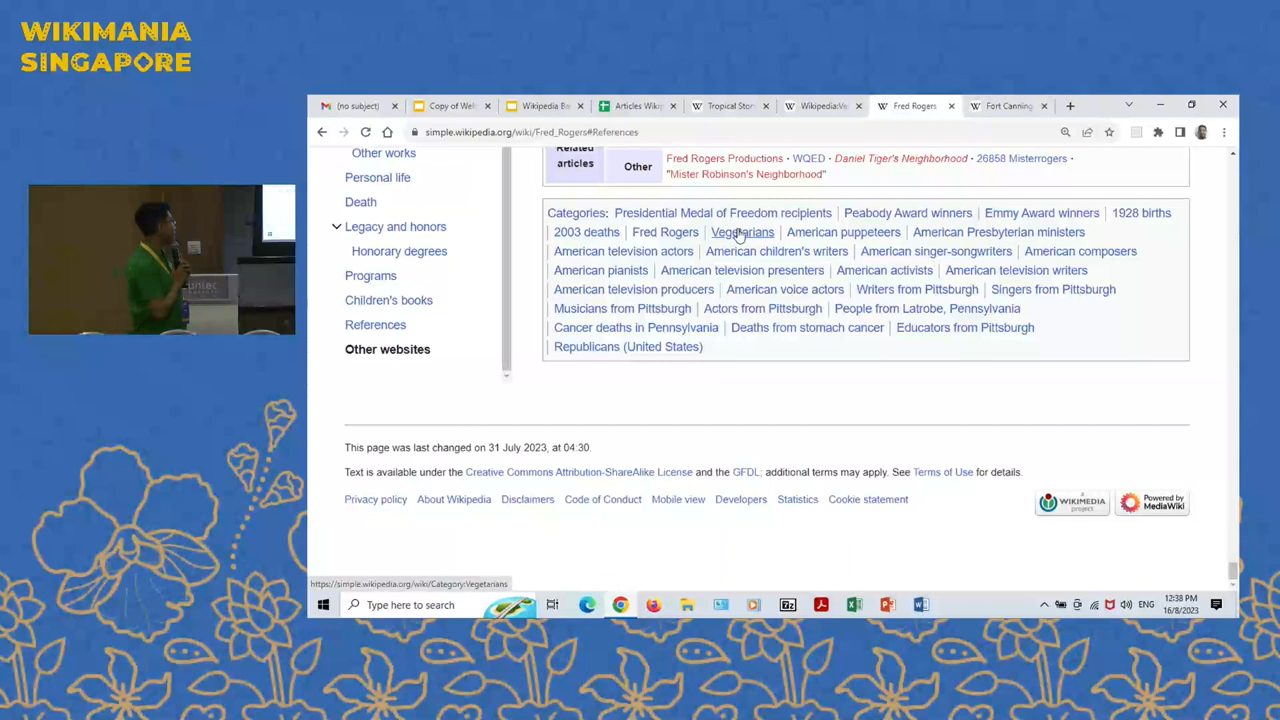 WIKIMANIA
SINGAPORE
(no subject)
Copy of Wel
Wikipedia Ba
Articles Wikip
Tropical Stor
Wikipedia:Ve
Fred Rogers
Fort Canning
simple.wikipedia.org/wiki/Fred_Rogers#References
Other works
Personal life
Death
Legacy and honors
Honorary degrees
Programs
Children's books
References
Other websites
Related
articles
Other
Fred Rogers Productions · WQED · Daniel Tiger's Neighborhood · 26858 Misterrogers ·
"Mister Robinson's Neighborhood"
Categories: Presidential Medal of Freedom recipients | Peabody Award winners | Emmy Award winners | 1928 births
2003 deaths | Fred Rogers | Vegetarians | American puppeteers | American Presbyterian ministers
American television actors | American children's writers | American singer-songwriters | American composers
American pianists | American television presenters | American activists | American television writers
American television producers | American voice actors | Writers from Pittsburgh | Singers from Pittsburgh
Musicians from Pittsburgh | Actors from Pittsburgh | People from Latrobe, Pennsylvania
Cancer deaths in Pennsylvania | Deaths from stomach cancer | Educators from Pittsburgh
Republicans (United States)
This page was last changed on 31 July 2023, at 04:30.
Text is available under the Creative Commons Attribution-ShareAlike License and the GFDL; additional terms may apply. See Terms of Use for details.
Privacy policy About Wikipedia Disclaimers Code of Conduct Mobile view Developers Statistics Cookie statement
a
WIKIMEDIA
project
Powered by
MediaWiki
https://simple.wikipedia.org/wiki/Category:Vegetarians
Type here to search
ENG
12:38 PM
16/8/2023